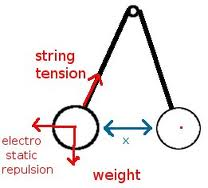 string
tension
x
electro
static
repulsion
weight